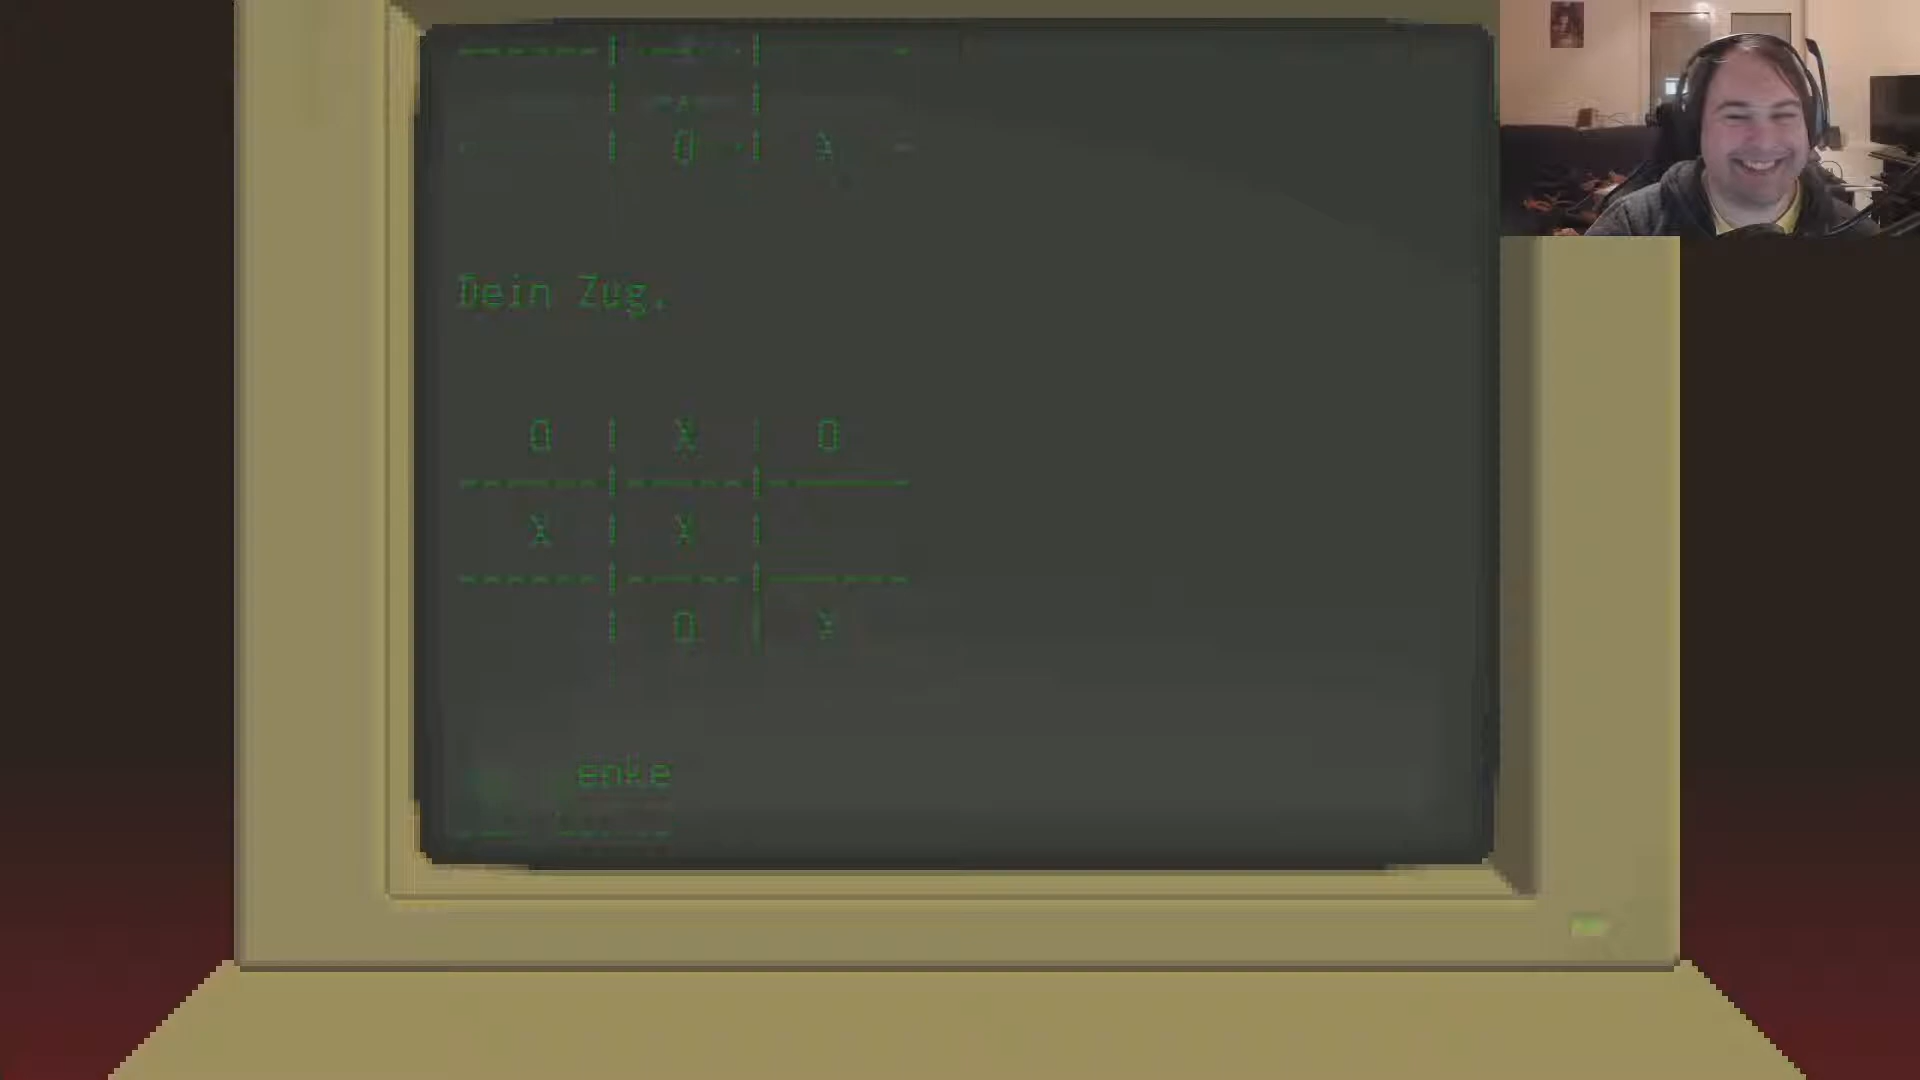 O X
Dein Zug.
O | X | O
------|-----|------
X | X |
------|-----|------
| O | X
enke